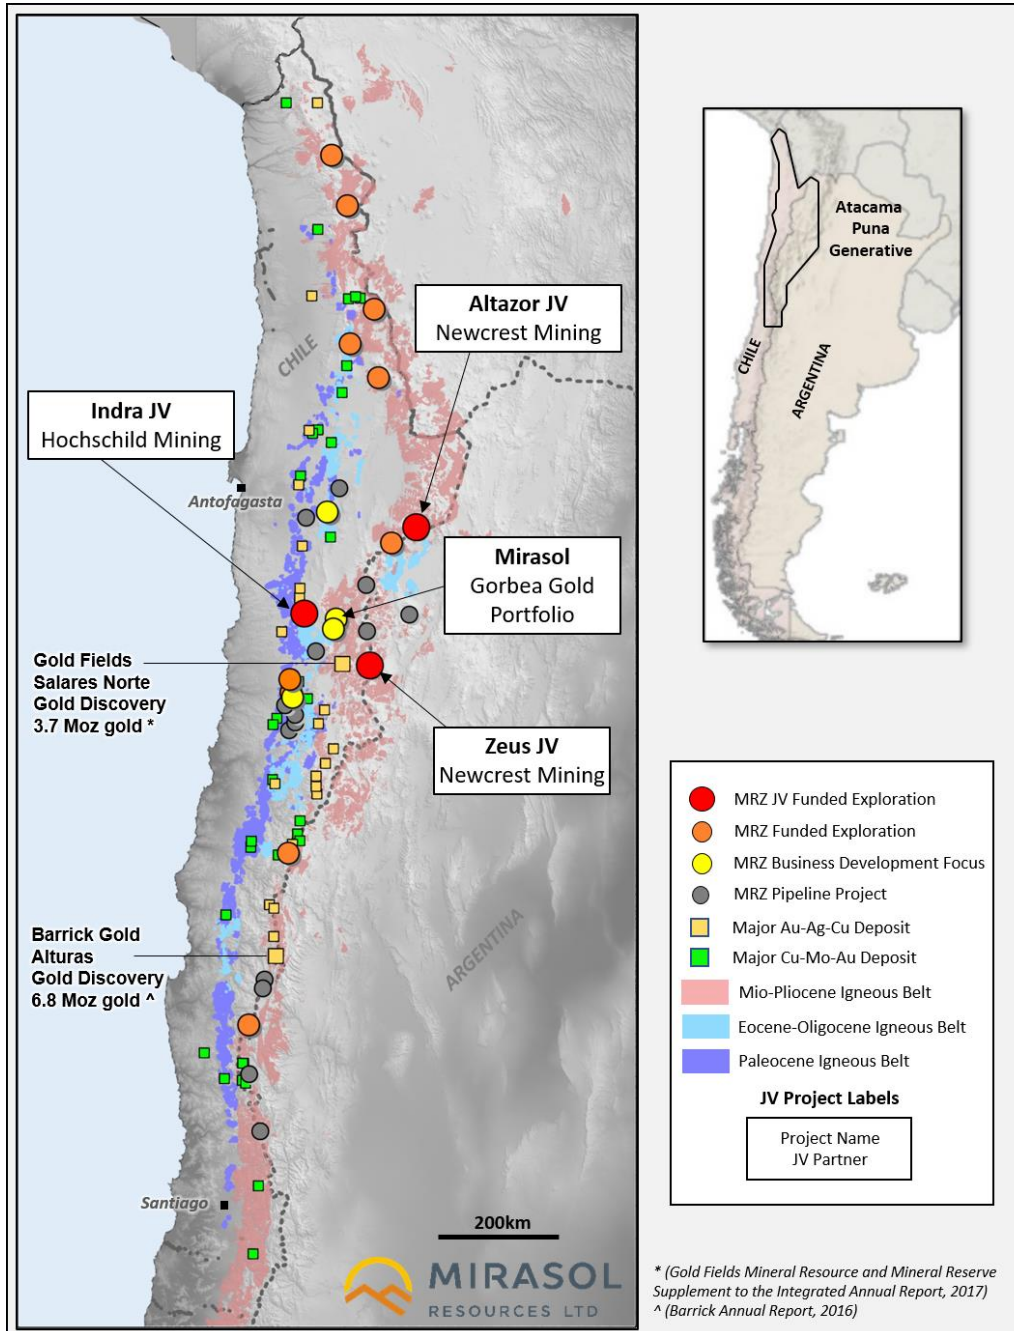 CHILE
Altazor JV
Newcrest Mining
Indra JV
Hochschild Mining
Antofagasta
Mirasol
Gorbea Gold
Portfolio
Gold Fields
Salares Norte
Gold Discovery
3.7 Moz gold *
Zeus JV
Newcrest Mining
Barrick Gold
Alturas
Gold Discovery
6.8 Moz gold ^
ARGENTINA
Santiago
200km
MIRASOL
RESOURCES LTD
Atacama
Puna
Generative
CHILE
ARGENTINA
MRZ JV Funded Exploration
MRZ Funded Exploration
MRZ Business Development Focus
MRZ Pipeline Project
Major Au-Ag-Cu Deposit
Major Cu-Mo-Au Deposit
Mio-Pliocene Igneous Belt
Eocene-Oligocene Igneous Belt
Paleocene Igneous Belt
JV Project Labels
Project Name
JV Partner
* (Gold Fields Mineral Resource and Mineral Reserve
Supplement to the Integrated Annual Report, 2017)
^ (Barrick Annual Report, 2016)